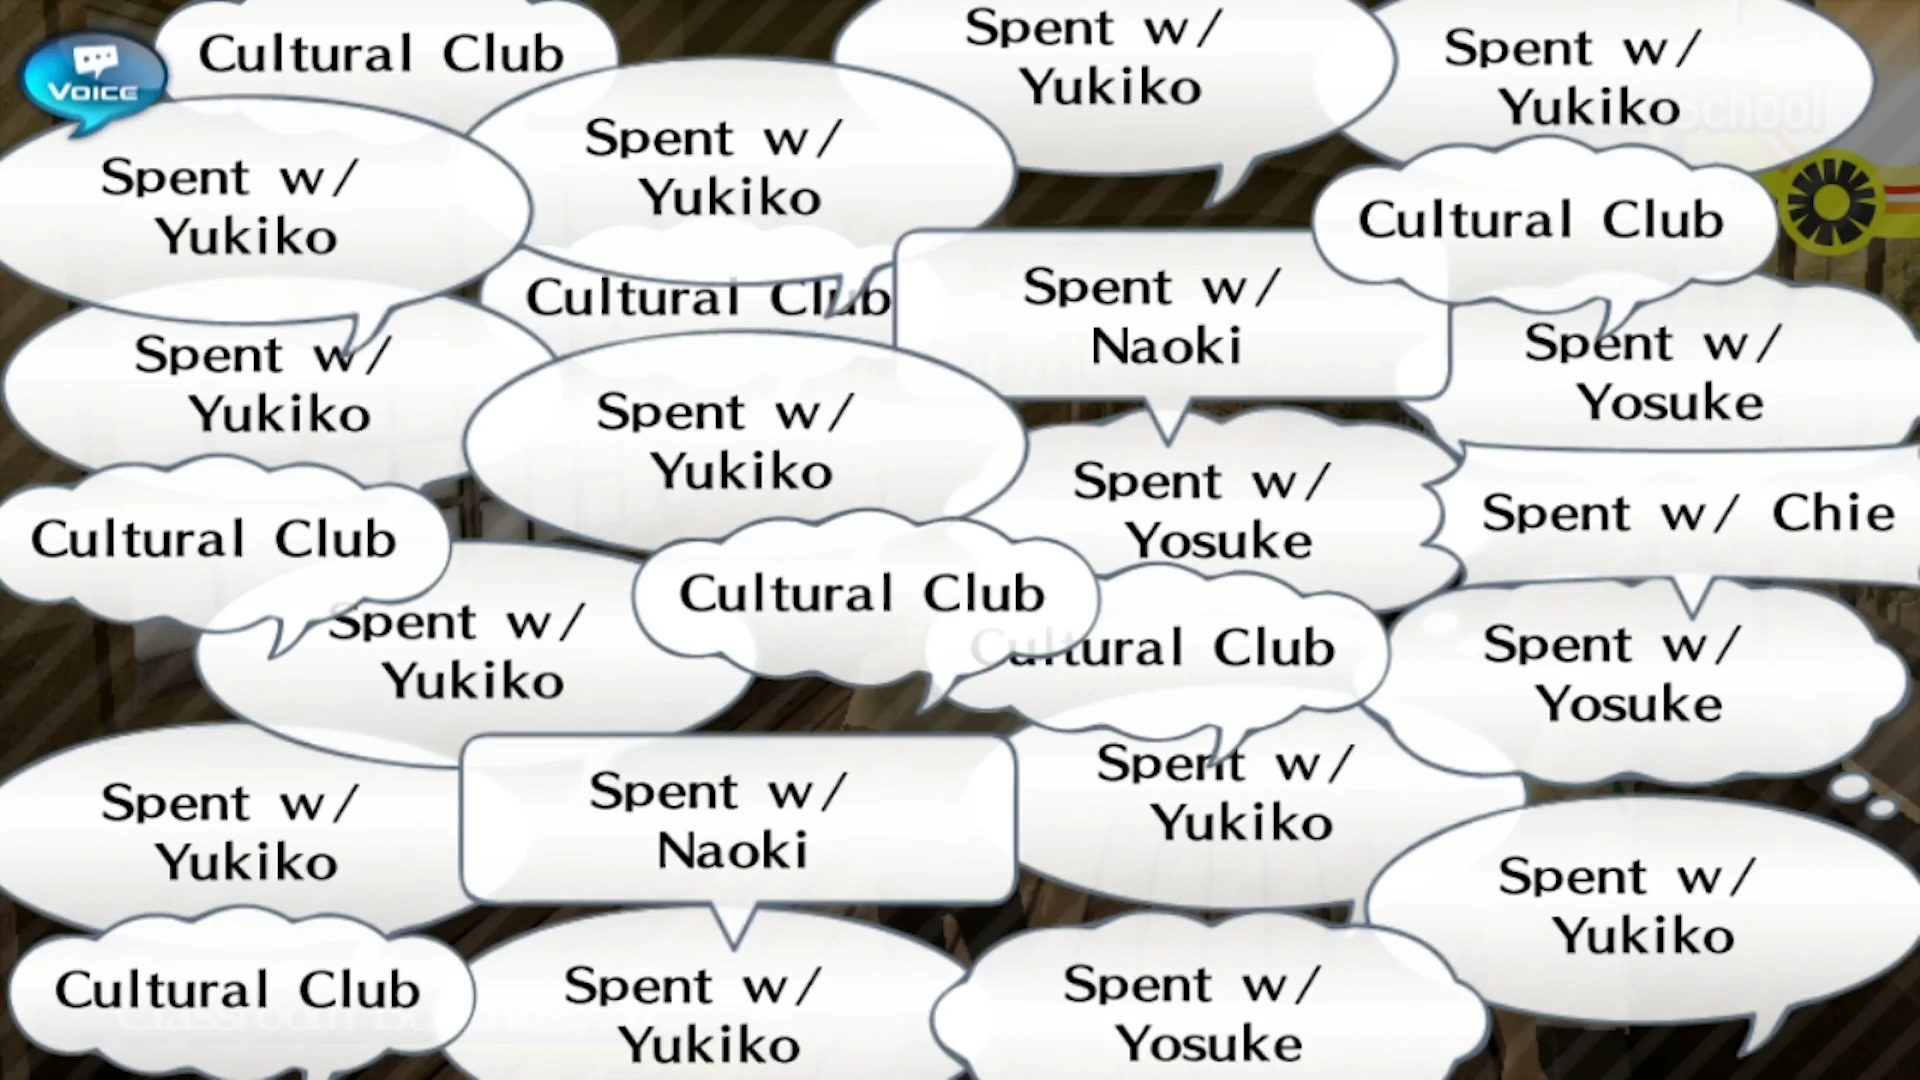 VOICE
Cultural Club
Spent w/
Yukiko
Spent w/
Yukiko
Spent w/
Yukiko
Spent w/
Yukiko
School
Spent w/
Yukiko
Cultural Club
Cultural Club
Spent w/
Naoki
Spent w/
Yosuke
Spent w/
Yukiko
Spent w/
Yukiko
Spent w/
Yosuke
Spent w/ Chie
Cultural Club
Cultural Club
Spent w/
Yukiko
Cultural Club
Spent w/
Yosuke
Spent w/
Yukiko
Spent w/
Naoki
Spent w/
Yukiko
Spent w/
Yukiko
Cultural Club
Spent w/
Yukiko
Spent w/
Yosuke